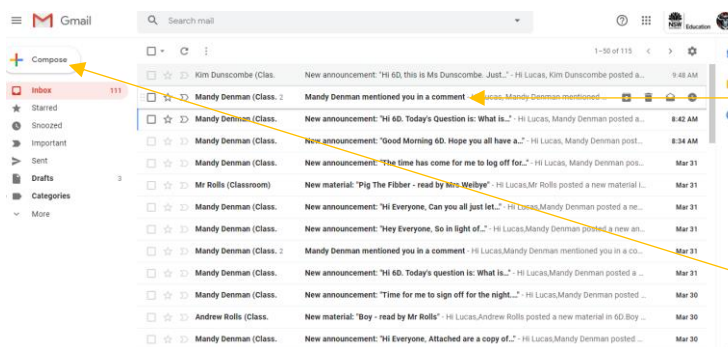 Gmail
Search mail
NSW Education
Compose
1–50 of 115
Inbox 111
Starred
Snoozed
Important
Sent
Drafts 3
Categories
More
Kim Dunscombe (Clas. New announcement: "Hi 6D, this is Ms Dunscombe. Just…" - Hi Lucas, Kim Dunscombe posted a… 9:48 AM
Mandy Denman (Class. 2 Mandy Denman mentioned you in a comment - Lucas, Mandy Denman mentioned …
Mandy Denman (Class. New announcement: "Hi 6D. Today's Question is: What is…" - Hi Lucas, Mandy Denman posted a… 8:42 AM
Mandy Denman (Class. New announcement: "Good Morning 6D. Hope you all have a…" - Hi Lucas, Mandy Denman post… 8:34 AM
Mandy Denman (Class. New announcement: "The time has come for me to log off for…" - Hi Lucas, Mandy Denman pos… Mar 31
Mr Rolls (Classroom) New material: "Pig The Fibber - read by Mrs Weibye" - Hi Lucas,Mr Rolls posted a new material i… Mar 31
Mandy Denman (Class. New announcement: "Hi Everyone, Can you all just let…" - Hi Lucas,Mandy Denman posted a ne… Mar 31
Mandy Denman (Class. New announcement: "Hey Everyone, So in light of…" - Hi Lucas,Mandy Denman posted a new an… Mar 31
Mandy Denman (Class. 2 Mandy Denman mentioned you in a comment - Hi Lucas,Mandy Denman mentioned you in a co… Mar 31
Mandy Denman (Class. New announcement: "Hi 6D. Today's question is: What is…" - Hi Lucas,Mandy Denman posted a … Mar 31
Mandy Denman (Class. New announcement: "Time for me to sign off for the night.…" - Hi Lucas,Mandy Denman posted … Mar 30
Andrew Rolls (Class. New material: "Boy - read by Mr Rolls" - Hi Lucas,Andrew Rolls posted a new material in 6D.Boy … Mar 30
Mandy Denman (Class. New announcement: "Hi Everyone, Attached are a copy of…" - Hi Lucas,Mandy Denman posted … Mar 30